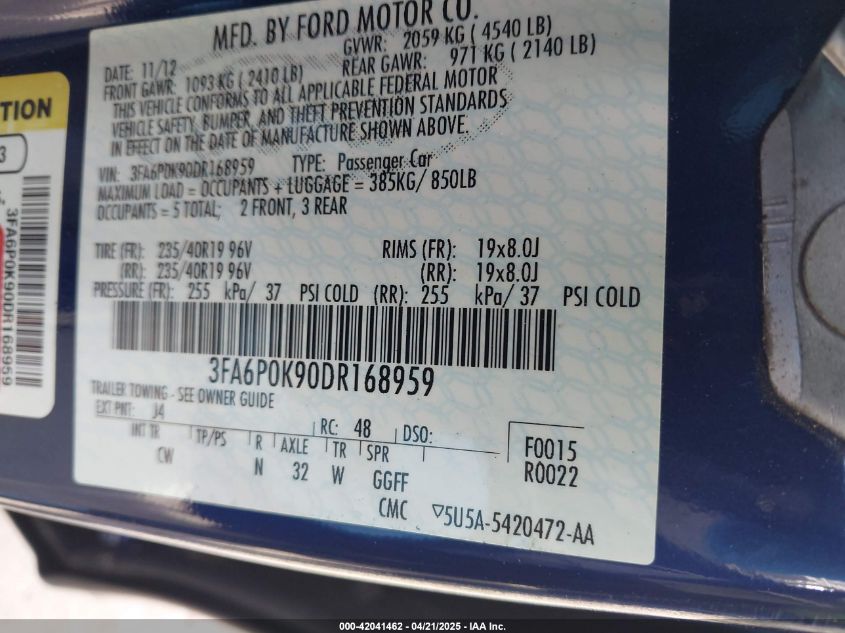 MFD. BY FORD MOTOR CO.
DATE: 11/12 GVWR: 2059 KG ( 4540 LB)
FRONT GAWR: 1093 KG ( 2410 LB) REAR GAWR: 971 KG ( 2140 LB)
THIS VEHICLE CONFORMS TO ALL APPLICABLE FEDERAL MOTOR
VEHICLE SAFETY, BUMPER, AND THEFT PREVENTION STANDARDS
IN EFFECT ON THE DATE OF MANUFACTURE SHOWN ABOVE.
VIN: 3FA6P0K90DR168959 TYPE: Passenger Car
MAXIMUM LOAD = OCCUPANTS + LUGGAGE = 385KG/ 850LB
OCCUPANTS = 5 TOTAL; 2 FRONT, 3 REAR
TIRE (FR): 235/40R19 96V RIMS (FR): 19x8.0J
(RR): 235/40R19 96V (RR): 19x8.0J
PRESSURE (FR): 255 kPa/ 37 PSI COLD (RR): 255 kPa/ 37 PSI COLD
3FA6P0K90DR168959
TRAILER TOWING - SEE OWNER GUIDE
EXT PNT: J4 RC: 48 DSO: F0015
INT TR TP/PS R AXLE TR SPR R0022
CW N 32 W GGFF
CMC ▽5U5A-5420472-AA
TION
3
3FA6P0K90DR168959
000-42041462 - 04/21/2025 - IAA Inc.